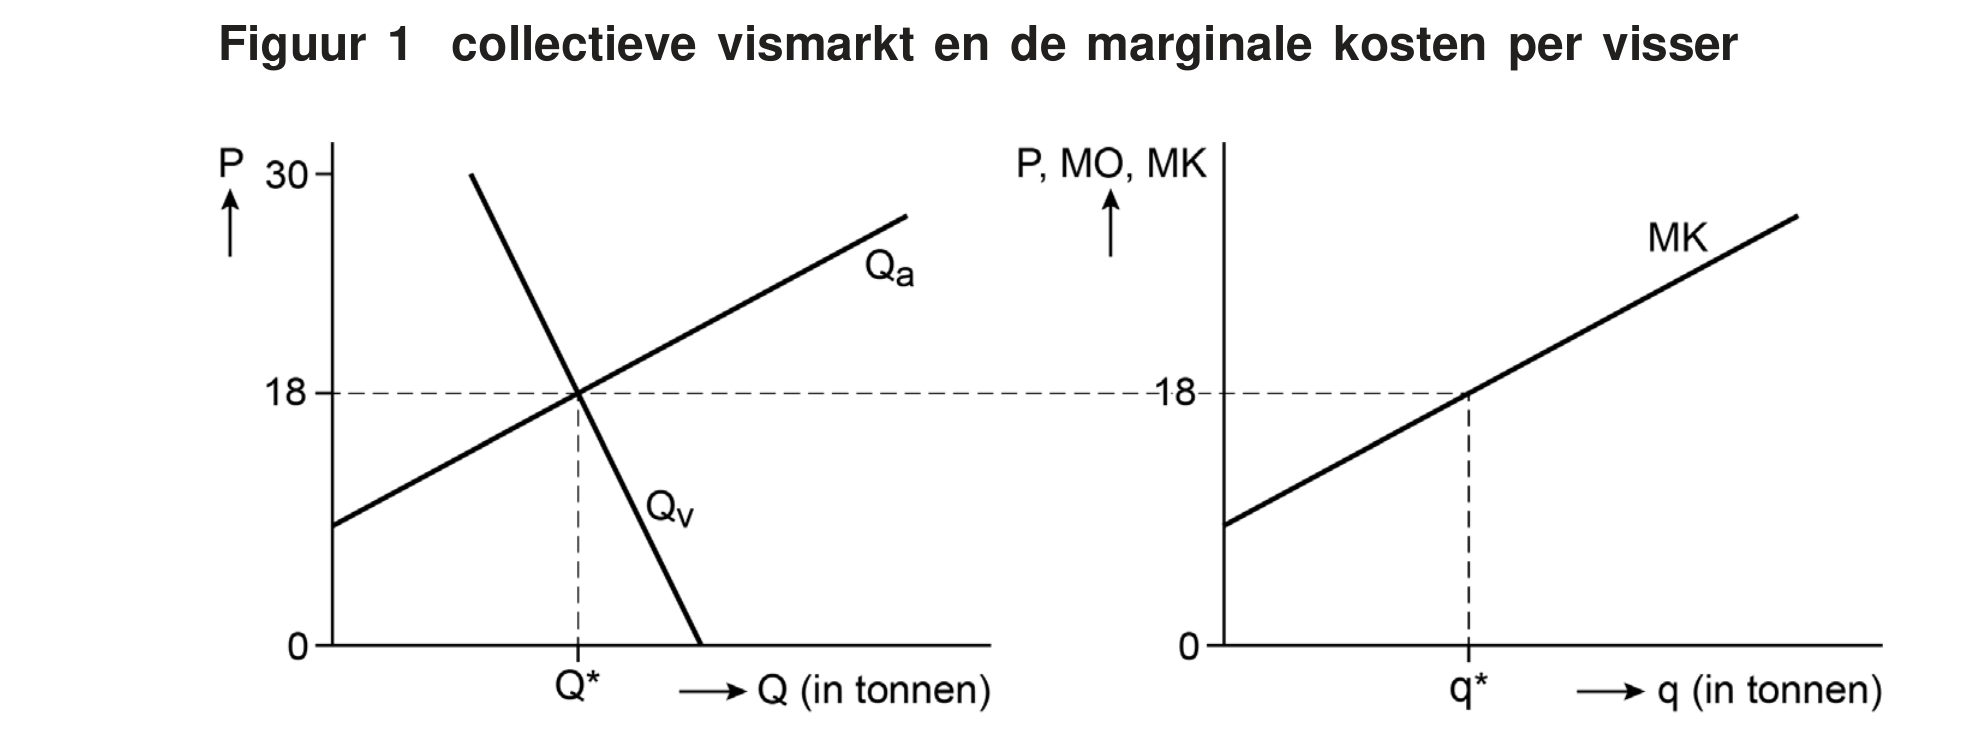 Figuur 1 collectieve vismarkt en de marginale kosten per visser
P
30
Qa
18
Qv
0
Q*
Q (in tonnen)
P, MO, MK
MK
18
0
q*
q (in tonnen)